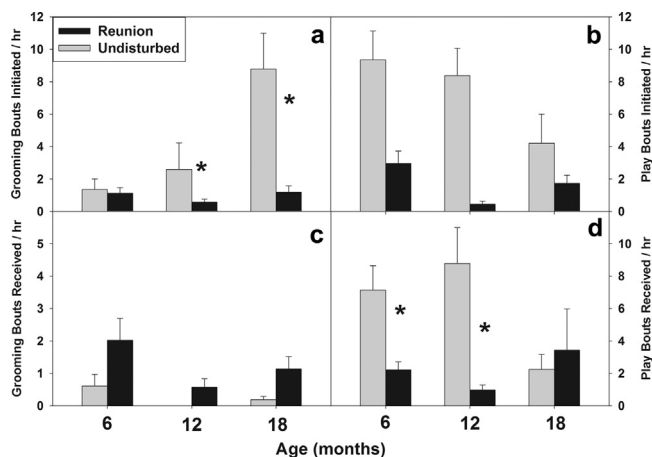 Reunion
Undisturbed
a
b
c
d
*
*
*
*
Grooming Bouts Initiated / hr
12
10
8
6
4
2
0
Play Bouts Initiated / hr
12
10
8
6
4
2
0
Grooming Bouts Received / hr
5
4
3
2
1
0
Play Bouts Received / hr
10
8
6
4
2
0
6 12 18 6 12 18
Age (months)